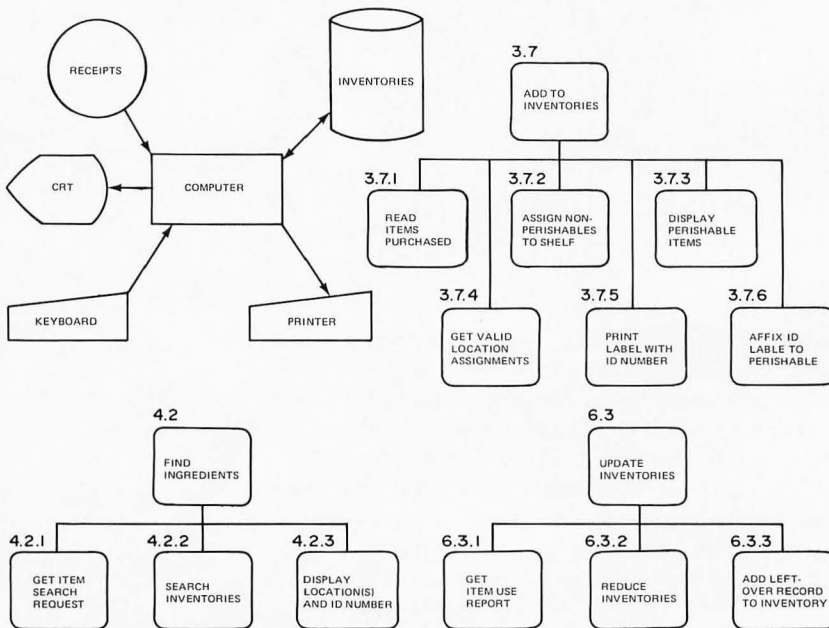 RECEIPTS
INVENTORIES
CRT
COMPUTER
KEYBOARD
PRINTER
3.7
ADD TO
INVENTORIES
3.7.1
READ
ITEMS
PURCHASED
3.7.2
ASSIGN NON-
PERISHABLES
TO SHELF
3.7.3
DISPLAY
PERISHABLE
ITEMS
3.7.4
GET VALID
LOCATION
ASSIGNMENTS
3.7.5
PRINT
LABEL WITH
ID NUMBER
3.7.6
AFFIX ID
LABLE TO
PERISHABLE
4.2
FIND
INGREDIENTS
4.2.1
GET ITEM
SEARCH
REQUEST
4.2.2
SEARCH
INVENTORIES
4.2.3
DISPLAY
LOCATION(S)
AND ID NUMBER
6.3
UPDATE
INVENTORIES
6.3.1
GET
ITEM USE
REPORT
6.3.2
REDUCE
INVENTORIES
6.3.3
ADD LEFT-
OVER RECORD
TO INVENTORY